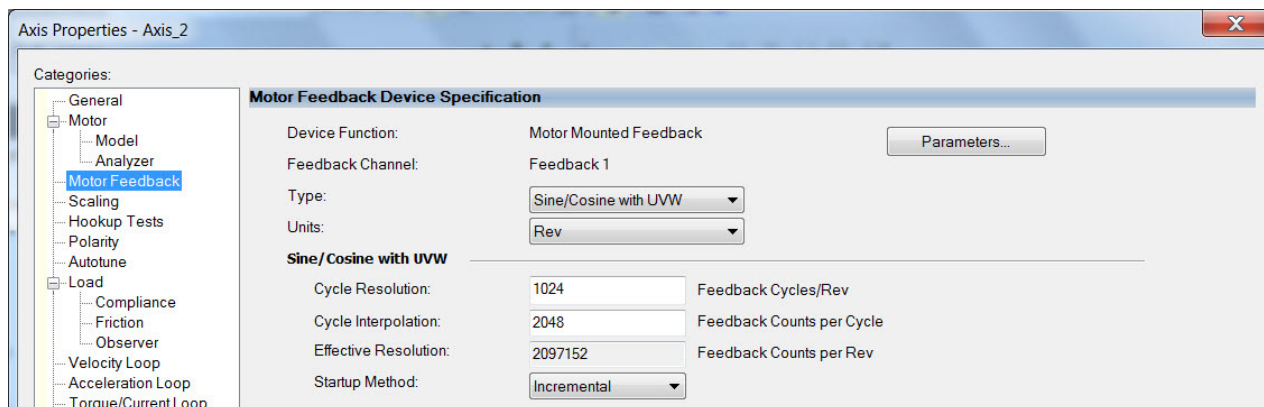 Axis Properties - Axis_2
X
Categories:
General
Motor
Model
Analyzer
Motor Feedback
Scaling
Hookup Tests
Polarity
Autotune
Load
Compliance
Friction
Observer
Velocity Loop
Acceleration Loop
Torque/Current Loop
Motor Feedback Device Specification
Device Function: Motor Mounted Feedback Parameters...
Feedback Channel: Feedback 1
Type: Sine/Cosine with UVW
Units: Rev
Sine/Cosine with UVW
Cycle Resolution: 1024 Feedback Cycles/Rev
Cycle Interpolation: 2048 Feedback Counts per Cycle
Effective Resolution: 2097152 Feedback Counts per Rev
Startup Method: Incremental